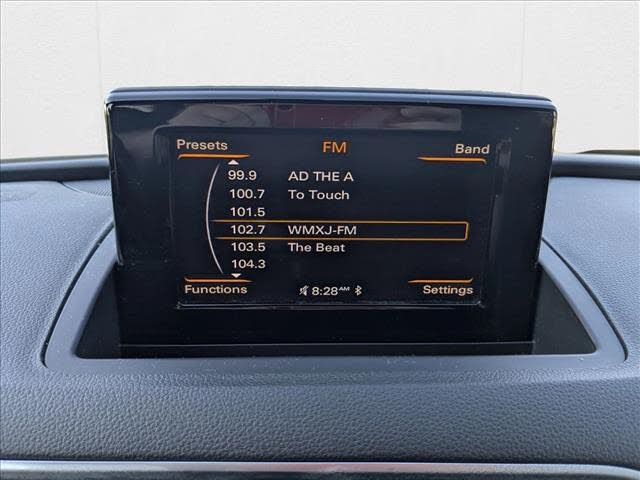 Presets FM Band
99.9 AD THE A
100.7 To Touch
101.5
102.7 WMXJ-FM
103.5 The Beat
104.3
Functions 8:28AM Settings